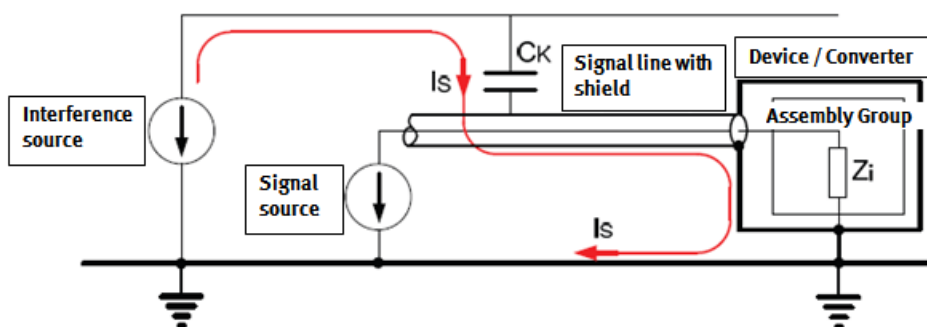 Interference
source
Is
CK
Signal line with
shield
Device / Converter
Assembly Group
Zi
Signal
source
Is